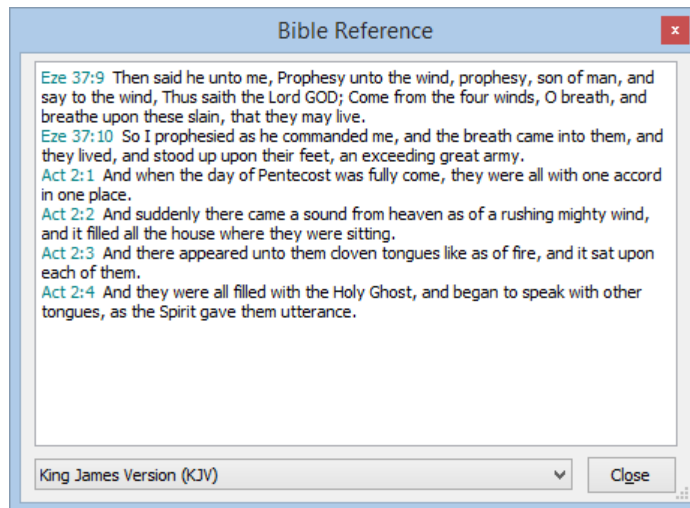 Bible Reference
x
Eze 37:9 Then said he unto me, Prophesy unto the wind, prophesy, son of man, and
say to the wind, Thus saith the Lord GOD; Come from the four winds, O breath, and
breathe upon these slain, that they may live.
Eze 37:10 So I prophesied as he commanded me, and the breath came into them, and
they lived, and stood up upon their feet, an exceeding great army.
Act 2:1 And when the day of Pentecost was fully come, they were all with one accord
in one place.
Act 2:2 And suddenly there came a sound from heaven as of a rushing mighty wind,
and it filled all the house where they were sitting.
Act 2:3 And there appeared unto them cloven tongues like as of fire, and it sat upon
each of them.
Act 2:4 And they were all filled with the Holy Ghost, and began to speak with other
tongues, as the Spirit gave them utterance.
King James Version (KJV)
Close